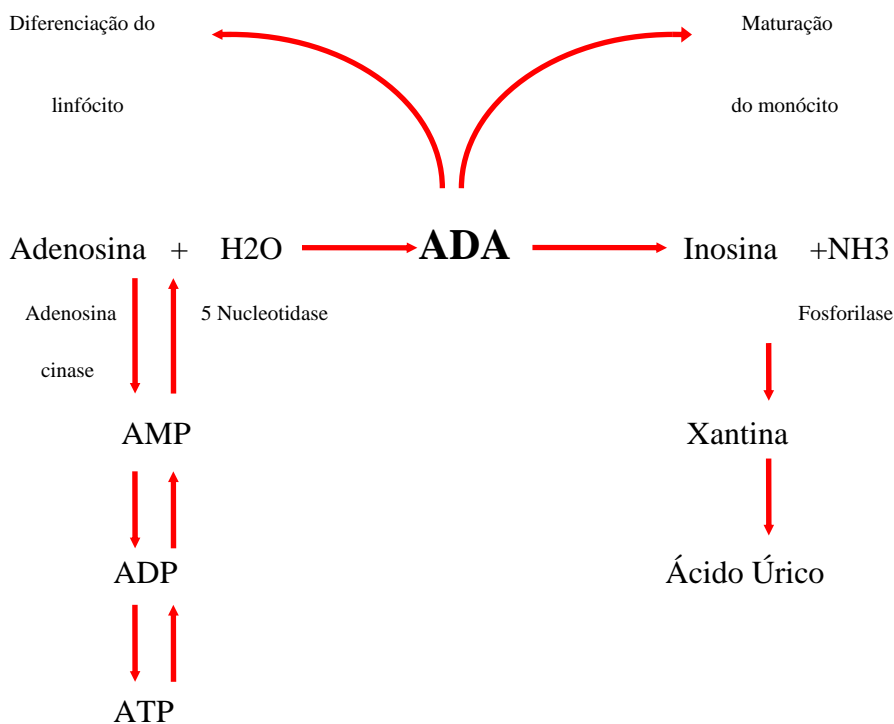 Diferenciação do
linfócito
Maturação
do monócito
Adenosina + H2O ADA Inosina +NH3
Adenosina
cinase
5 Nucleotidase
Fosforilase
AMP
Xantina
ADP
Ácido Úrico
ATP